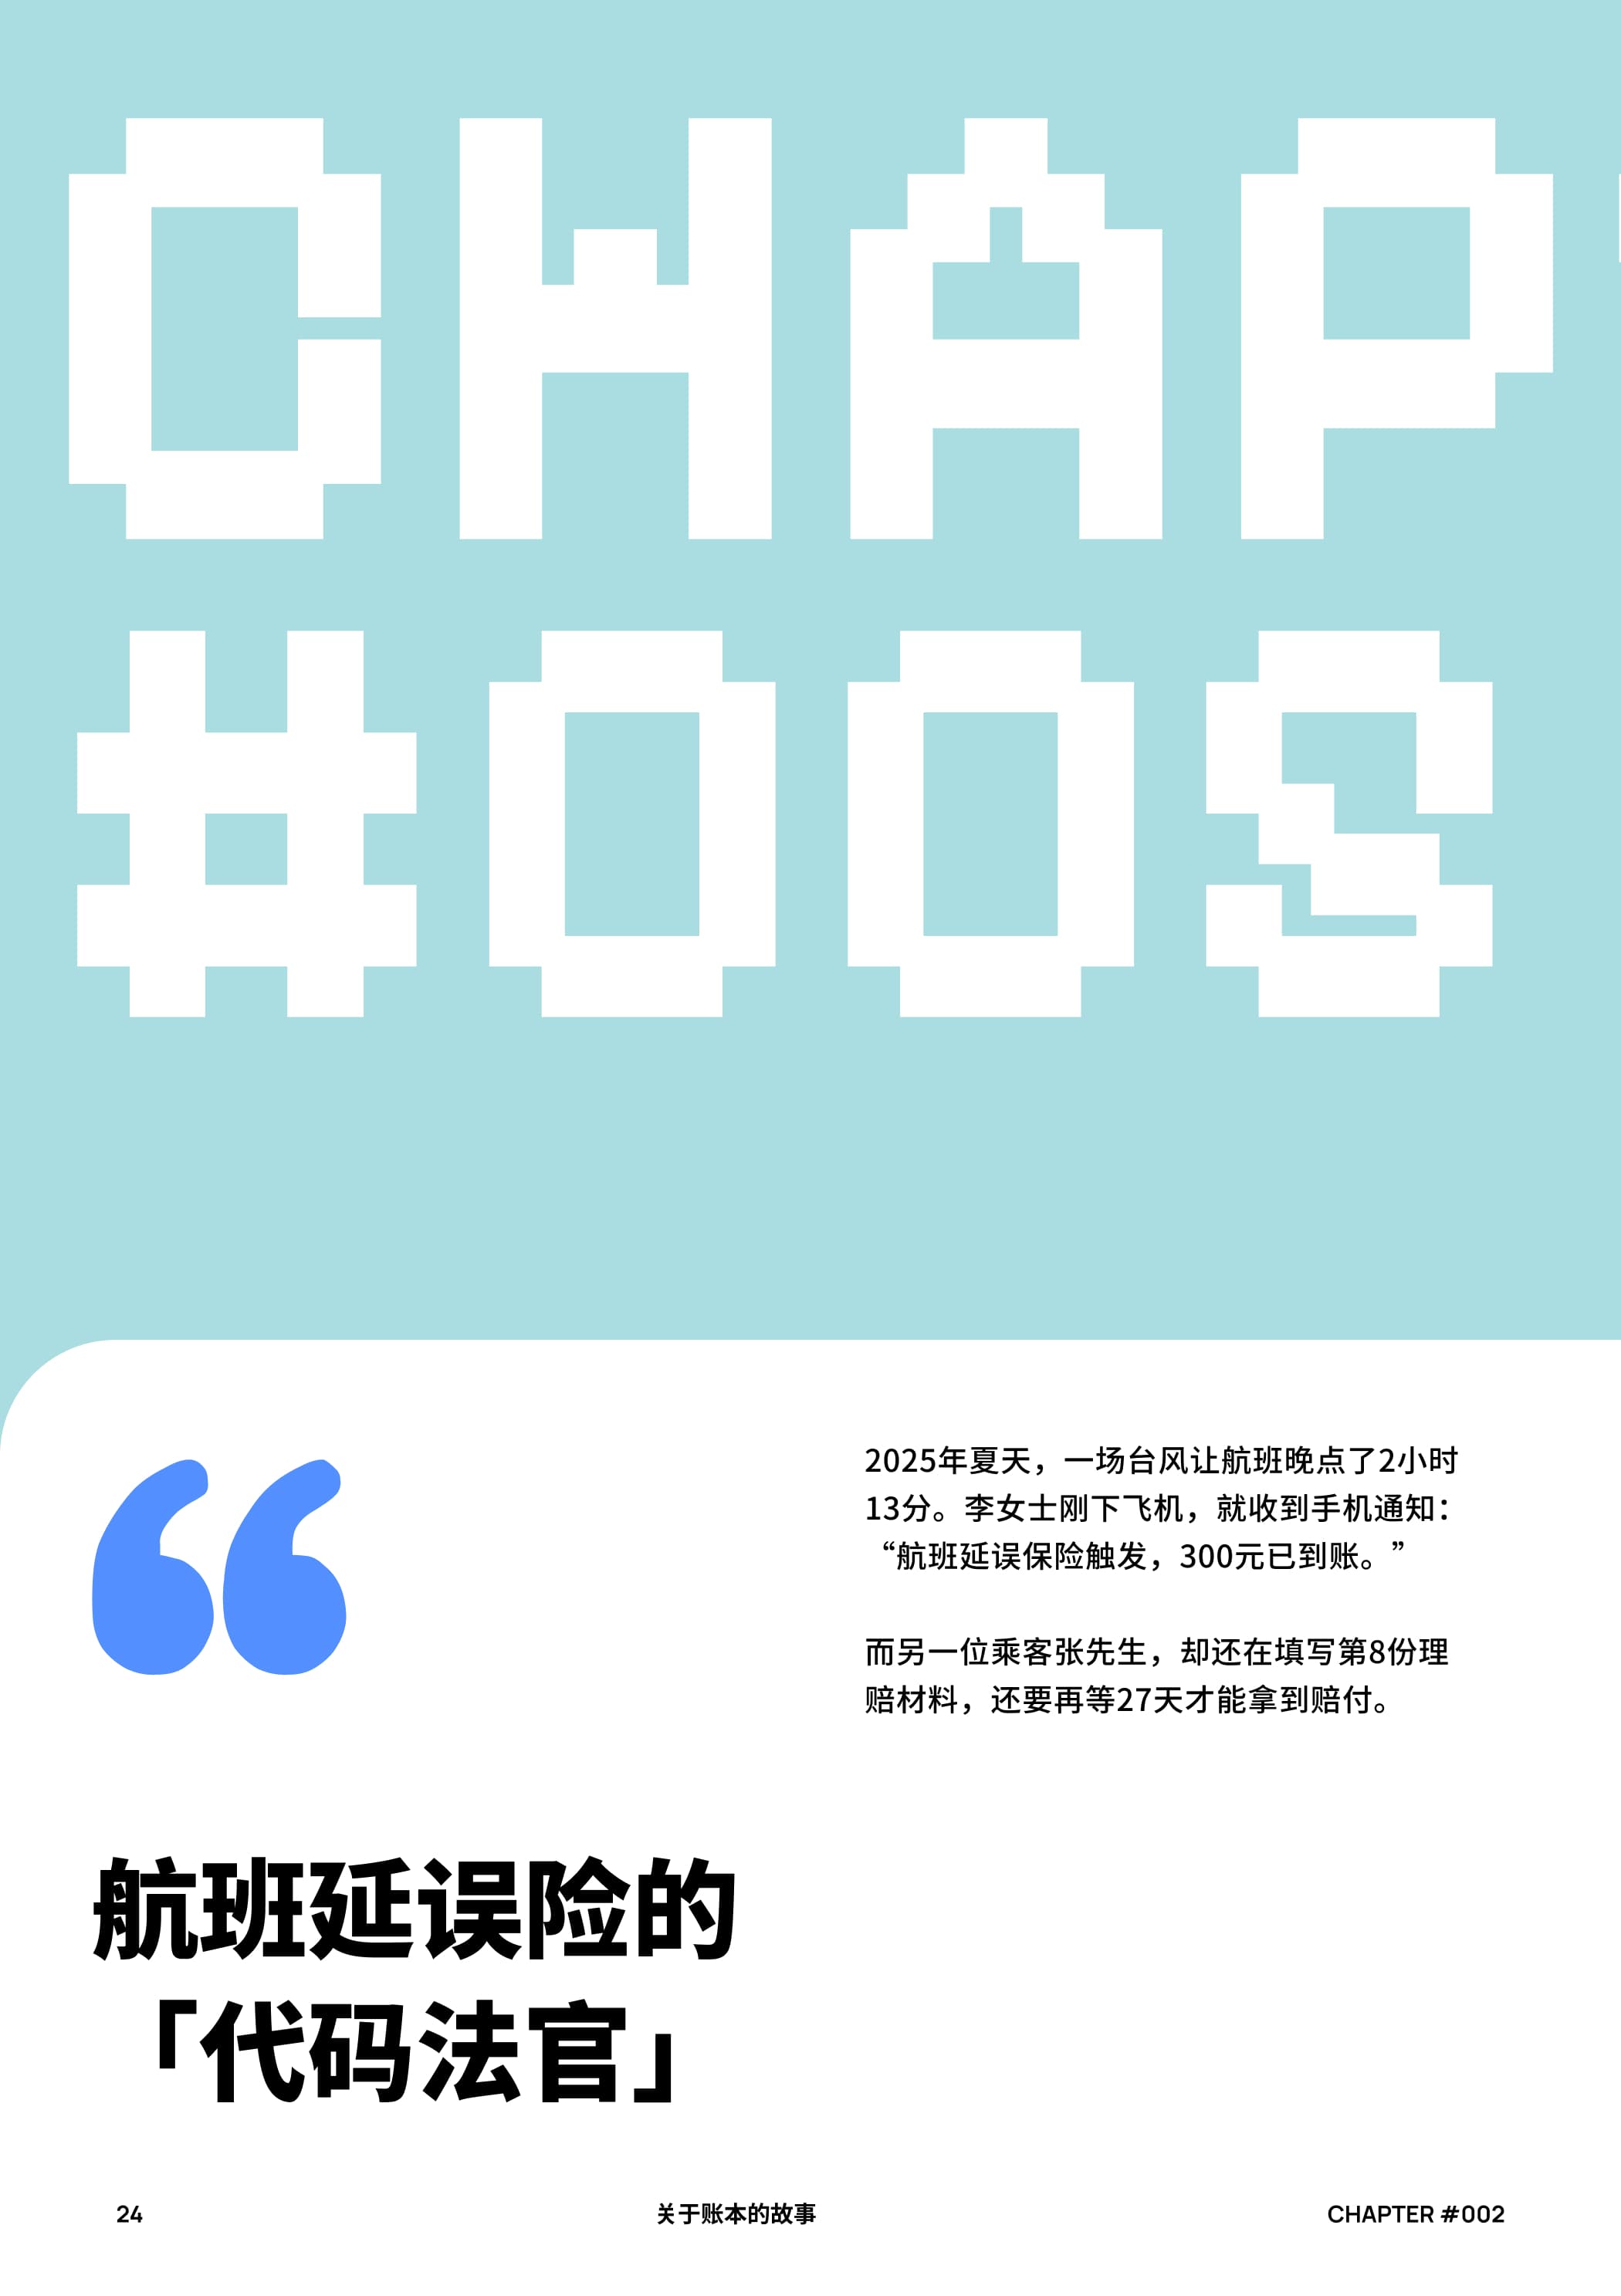 CHAP
#00S
2025年夏天，一场台风让航班晚点了2小时
13分。李女士刚下飞机，就收到手机通知：
“航班延误保险触发，300元已到账。”
而另一位乘客张先生，却还在填写第8份理
赔材料，还要再等27天才能拿到赔付。
航班延误险的
「代码法官」
24
关于账本的故事
CHAPTER #002